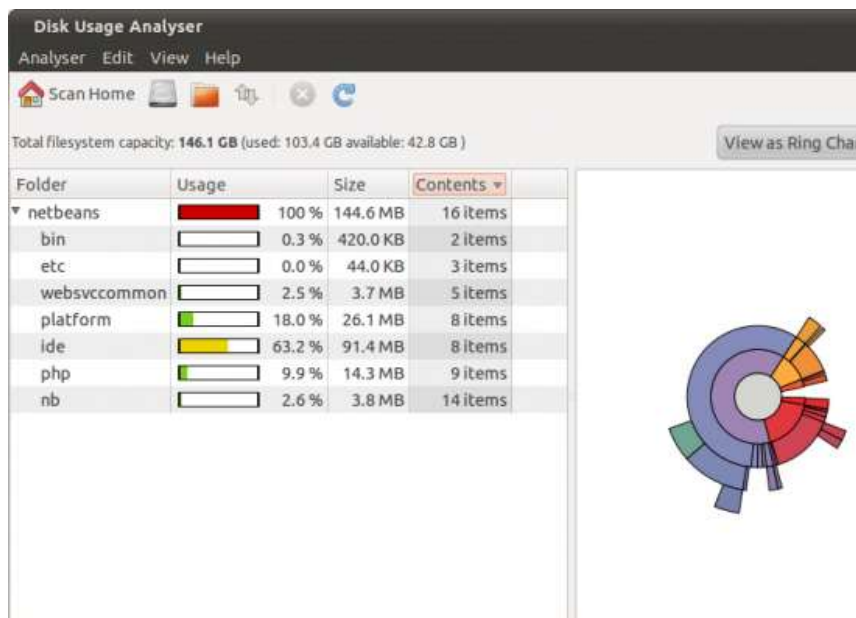 Disk Usage Analyser
Analyser Edit View Help
Scan Home
Total filesystem capacity: 146.1 GB (used: 103.4 GB available: 42.8 GB )
View as Ring Cha
Folder Usage Size Contents
netbeans 100 % 144.6 MB 16 items
bin 0.3 % 420.0 KB 2 items
etc 0.0 % 44.0 KB 3 items
websvccommon 2.5 % 3.7 MB 5 items
platform 18.0 % 26.1 MB 8 items
ide 63.2 % 91.4 MB 8 items
php 9.9 % 14.3 MB 9 items
nb 2.6 % 3.8 MB 14 items